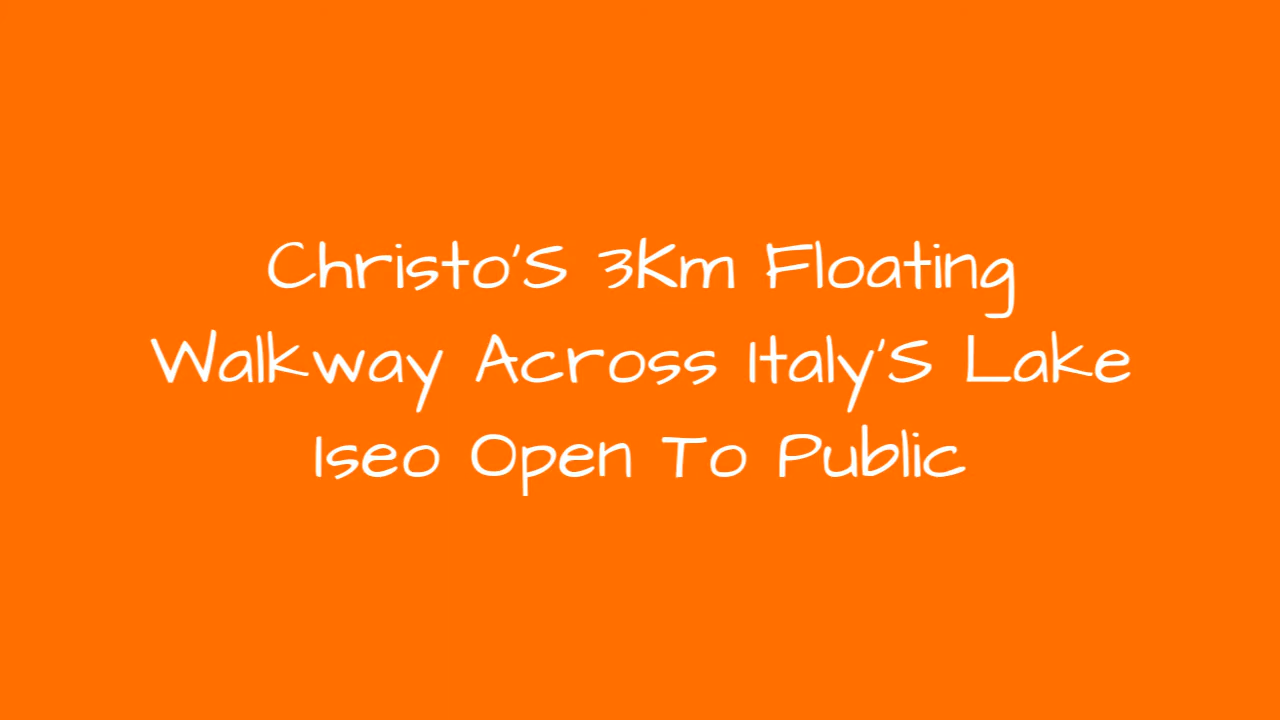 Christo'S 3Km Floating
Walkway Across Italy'S Lake
Iseo Open To Public